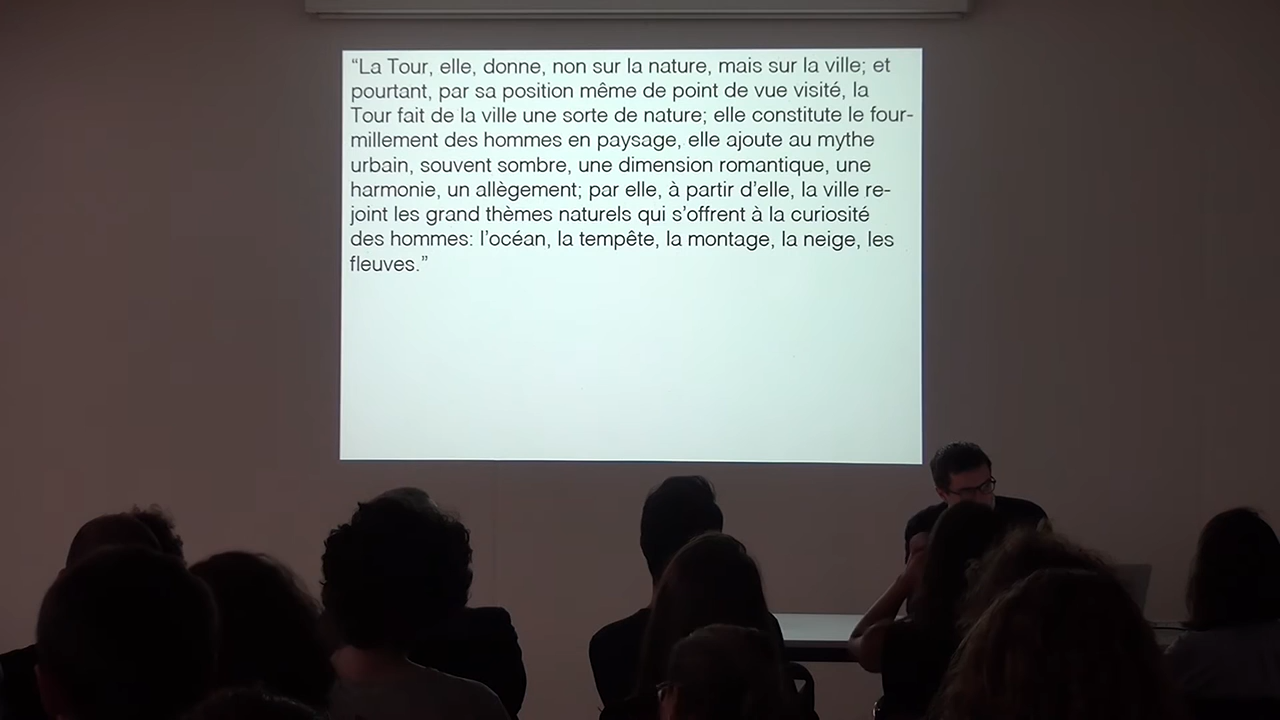 “La Tour, elle, donne, non sur la nature, mais sur la ville; et
pourtant, par sa position même de point de vue visité, la
Tour fait de la ville une sorte de nature; elle constitute le four-
millement des hommes en paysage, elle ajoute au mythe
urbain, souvent sombre, une dimension romantique, une
harmonie, un allègement; par elle, à partir d’elle, la ville re-
joint les grand thèmes naturels qui s’offrent à la curiosité
des hommes: l’océan, la tempête, la montage, la neige, les
fleuves.”